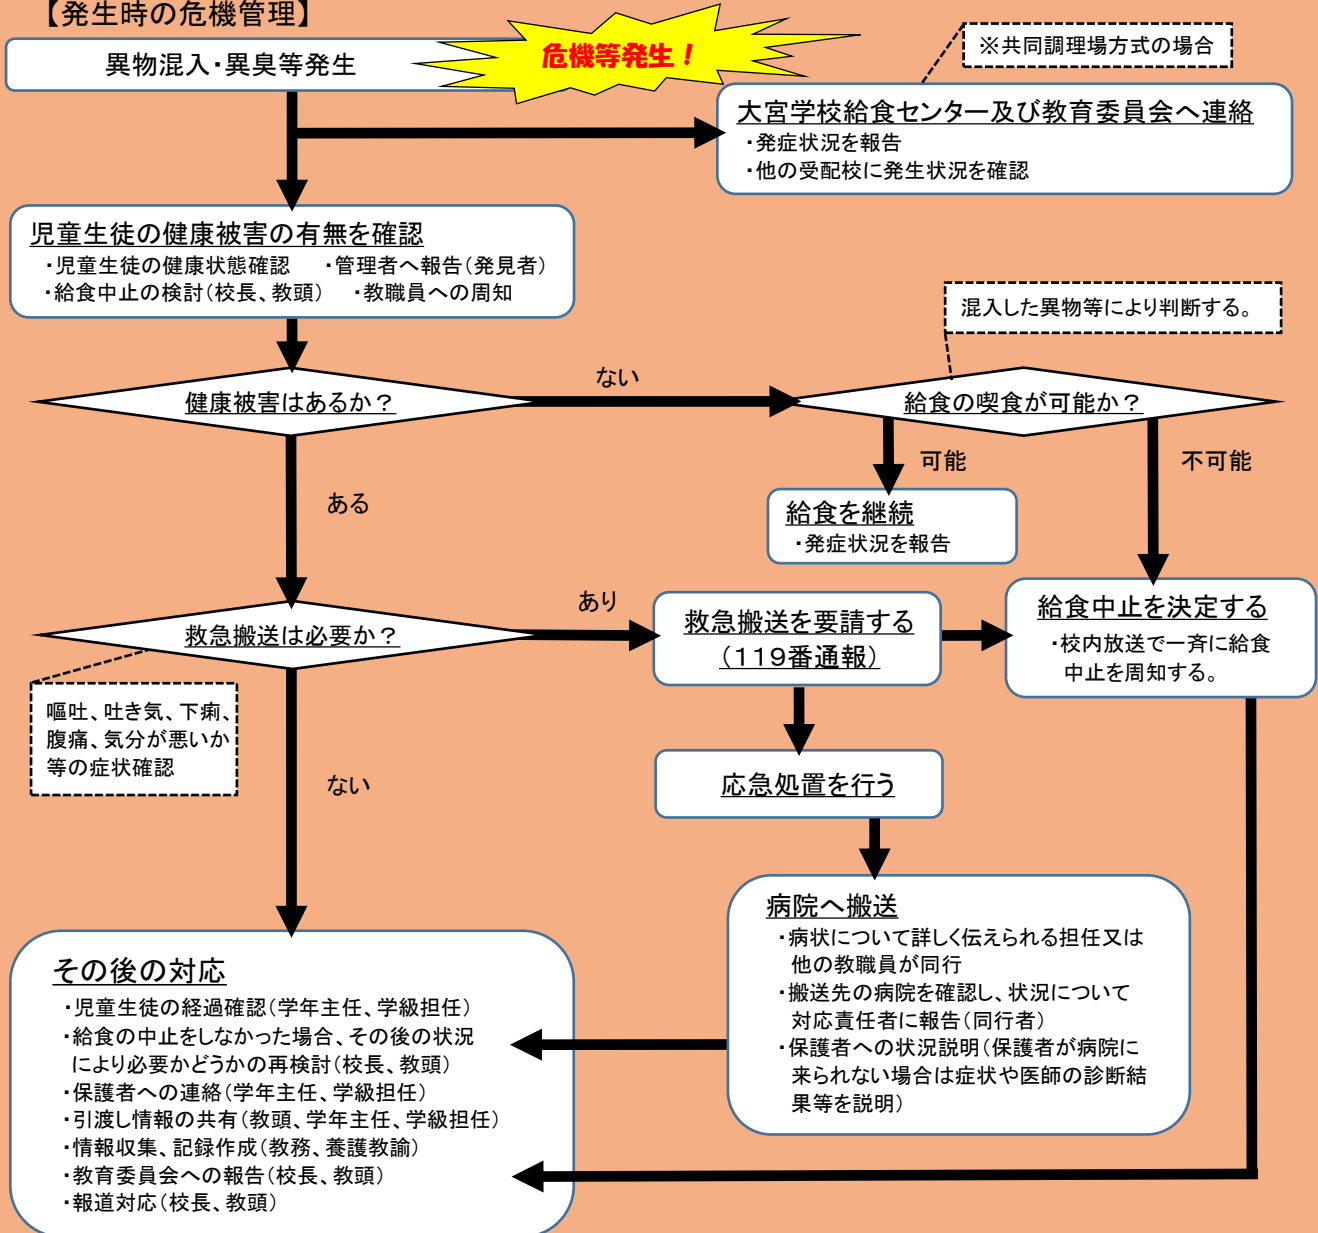 【発生時の危機管理】
異物混入・異臭等発生
危機等発生！
※共同調理場方式の場合
大宮学校給食センター及び教育委員会へ連絡
・発症状況を報告
・他の受配校に発生状況を確認
児童生徒の健康被害の有無を確認
・児童生徒の健康状態確認　・管理者へ報告(発見者)
・給食中止の検討(校長、教頭)　・教職員への周知
混入した異物等により判断する。
健康被害はあるか？
ない
給食の喫食が可能か？
可能
不可能
ある
給食を継続
・発症状況を報告
救急搬送は必要か？
あり
救急搬送を要請する
(119番通報)
給食中止を決定する
・校内放送で一斉に給食
中止を周知する。
嘔吐、吐き気、下痢、
腹痛、気分が悪いか
等の症状確認
ない
応急処置を行う
病院へ搬送
・病状について詳しく伝えられる担任又は
他の教職員が同行
・搬送先の病院を確認し、状況について
対応責任者に報告(同行者)
・保護者への状況説明(保護者が病院に
来られない場合は症状や医師の診断結
果等を説明)
その後の対応
・児童生徒の経過確認(学年主任、学級担任)
・給食の中止をしなかった場合、その後の状況
により必要かどうかの再検討(校長、教頭)
・保護者への連絡(学年主任、学級担任)
・引渡し情報の共有(教頭、学年主任、学級担任)
・情報収集、記録作成(教務、養護教諭)
・教育委員会への報告(校長、教頭)
・報道対応(校長、教頭)